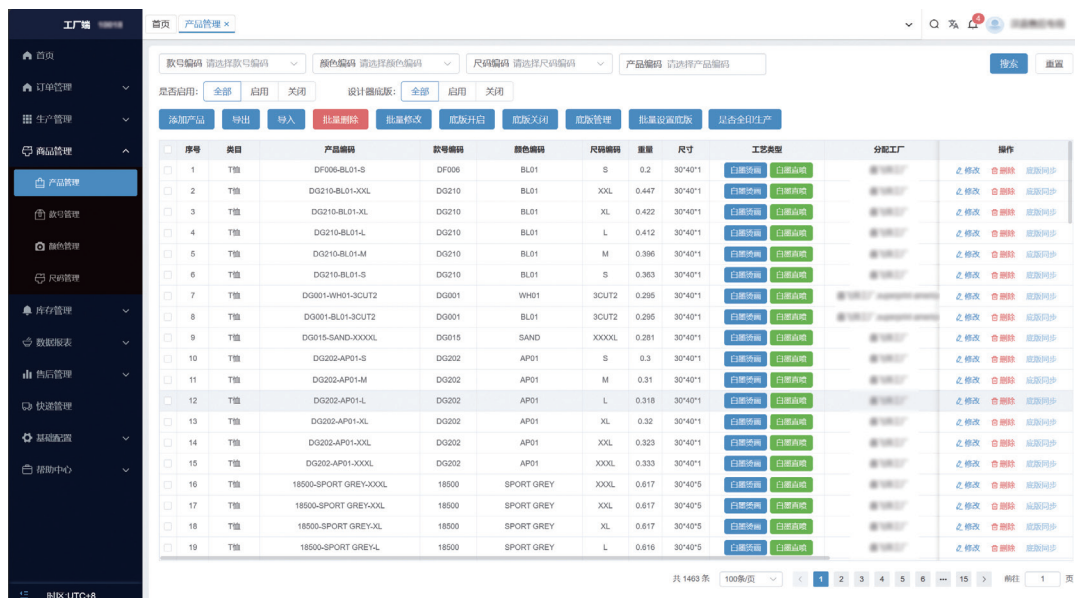 工厂端
首页 产品管理 ×
4
首页
订单管理
生产管理
商品管理
产品管理
款号管理
颜色管理
尺码管理
库存管理
数据报表
售后管理
快递管理
基础配置
帮助中心
时区:UTC+8
款号编码 请选择款号编码 颜色编码 请选择颜色编码 尺码编码 请选择尺码编码 产品编码 请选择产品编码 搜索 重置
是否启用: 全部 启用 关闭 设计器底版: 全部 启用 关闭
添加产品 导出 导入 批量删除 批量修改 底版开启 底版关闭 底版管理 批量设置底版 是否全印生产
序号 类目 产品编码 款号编码 颜色编码 尺码编码 重量 尺寸 工艺类型 分配工厂 操作
1 T恤 DF006-BL01-S DF006 BL01 S 0.2 30*40*1 白墨烫画 白墨直喷 修改 删除 底版同步
2 T恤 DG210-BL01-XXL DG210 BL01 XXL 0.447 30*40*1 白墨烫画 白墨直喷 修改 删除 底版同步
3 T恤 DG210-BL01-XL DG210 BL01 XL 0.422 30*40*1 白墨烫画 白墨直喷 修改 删除 底版同步
4 T恤 DG210-BL01-L DG210 BL01 L 0.412 30*40*1 白墨烫画 白墨直喷 修改 删除 底版同步
5 T恤 DG210-BL01-M DG210 BL01 M 0.396 30*40*1 白墨烫画 白墨直喷 修改 删除 底版同步
6 T恤 DG210-BL01-S DG210 BL01 S 0.363 30*40*1 白墨烫画 白墨直喷 修改 删除 底版同步
7 T恤 DG001-WH01-3CUT2 DG001 WH01 3CUT2 0.295 30*40*1 白墨烫画 白墨直喷 修改 删除 底版同步
8 T恤 DG001-BL01-3CUT2 DG001 BL01 3CUT2 0.295 30*40*1 白墨烫画 白墨直喷 修改 删除 底版同步
9 T恤 DG015-SAND-XXXXL DG015 SAND XXXXL 0.281 30*40*1 白墨烫画 白墨直喷 修改 删除 底版同步
10 T恤 DG202-AP01-S DG202 AP01 S 0.3 30*40*1 白墨烫画 白墨直喷 修改 删除 底版同步
11 T恤 DG202-AP01-M DG202 AP01 M 0.31 30*40*1 白墨烫画 白墨直喷 修改 删除 底版同步
12 T恤 DG202-AP01-L DG202 AP01 L 0.318 30*40*1 白墨烫画 白墨直喷 修改 删除 底版同步
13 T恤 DG202-AP01-XL DG202 AP01 XL 0.32 30*40*1 白墨烫画 白墨直喷 修改 删除 底版同步
14 T恤 DG202-AP01-XXL DG202 AP01 XXL 0.323 30*40*1 白墨烫画 白墨直喷 修改 删除 底版同步
15 T恤 DG202-AP01-XXXL DG202 AP01 XXXL 0.333 30*40*1 白墨烫画 白墨直喷 修改 删除 底版同步
16 T恤 18500-SPORT GREY-XXXL 18500 SPORT GREY XXXL 0.617 30*40*5 白墨烫画 白墨直喷 修改 删除 底版同步
17 T恤 18500-SPORT GREY-XXL 18500 SPORT GREY XXL 0.617 30*40*5 白墨烫画 白墨直喷 修改 删除 底版同步
18 T恤 18500-SPORT GREY-XL 18500 SPORT GREY XL 0.617 30*40*5 白墨烫画 白墨直喷 修改 删除 底版同步
19 T恤 18500-SPORT GREY-L 18500 SPORT GREY L 0.616 30*40*5 白墨烫画 白墨直喷 修改 删除 底版同步
共 1463 条 100条/页 < 1 2 3 4 5 6 ••• 15 > 前往 1 页